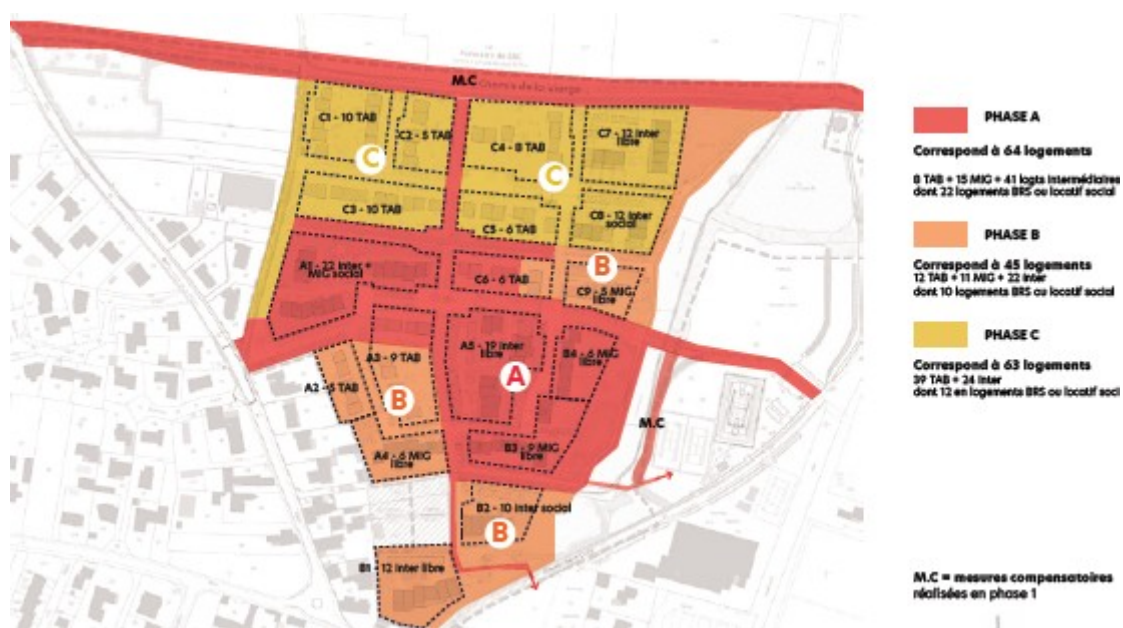 M.C
Chemin de la Vierge
C1 - 10 TAB
C2 - 5 TAB
C4 - 8 TAB
C7 - 12 Inter
libre
C
C
C3 - 10 TAB
C5 - 6 TAB
C8 - 12 Inter
social
A1 - 22 Inter +
MIG social
C6 - 6 TAB
B
C9 - 5 MIG
libre
A5 - 19 Inter
libre
B4 - 6 MIG
libre
A3 - 9 TAB
A2 - 5 TAB
A
B
M.C
A4 - 6 MIG
libre
B3 - 9 MIG
libre
B2 - 10 Inter social
B
B1 - 12 Inter libre
PHASE A
Correspond à 64 logements
8 TAB + 15 MIG + 41 logts intermédiaires
dont 22 logements BRS ou locatif social
PHASE B
Correspond à 45 logements
12 TAB + 11 MIG + 22 Inter
dont 10 logements BRS ou locatif social
PHASE C
Correspond à 63 logements
39 TAB + 24 Inter
dont 12 en logements BRS ou locatif soci
M.C = mesures compensatoires
réalisées en phase 1